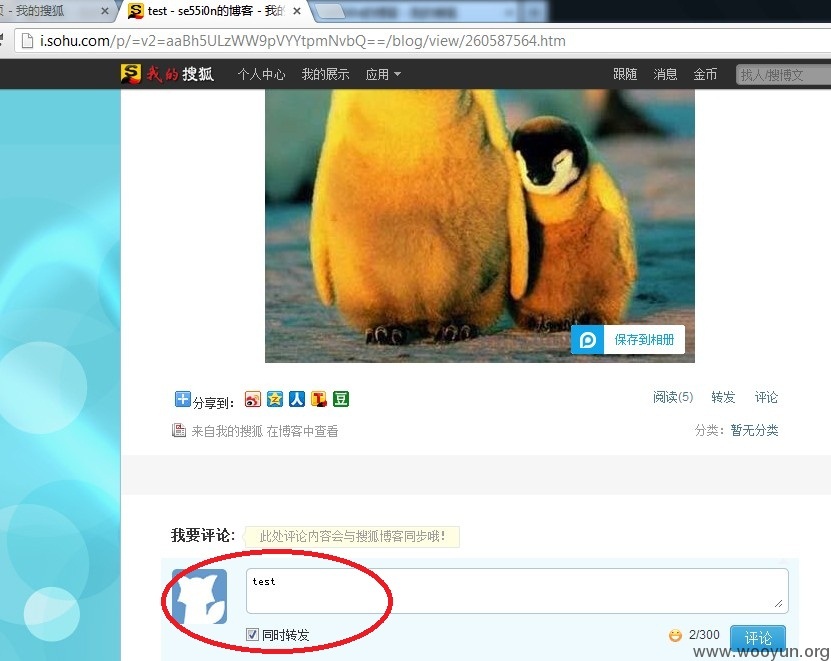 页 - 我的搜狐
test - se55i0n的博客 - 我的
i.sohu.com/p/=v2=aaBh5ULzWW9pVYYtpmNvbQ==/blog/view/260587564.htm
我的搜狐 个人中心 我的展示 应用 跟随 消息 金币 找人/搜博文
保存到相册
分享到: 阅读(5) 转发 评论
来自我的搜狐 在博客中查看 分类: 暂无分类
我要评论: 此处评论内容会与搜狐博客同步哦!
test
同时转发 2/300 评论
www.wooyun.org